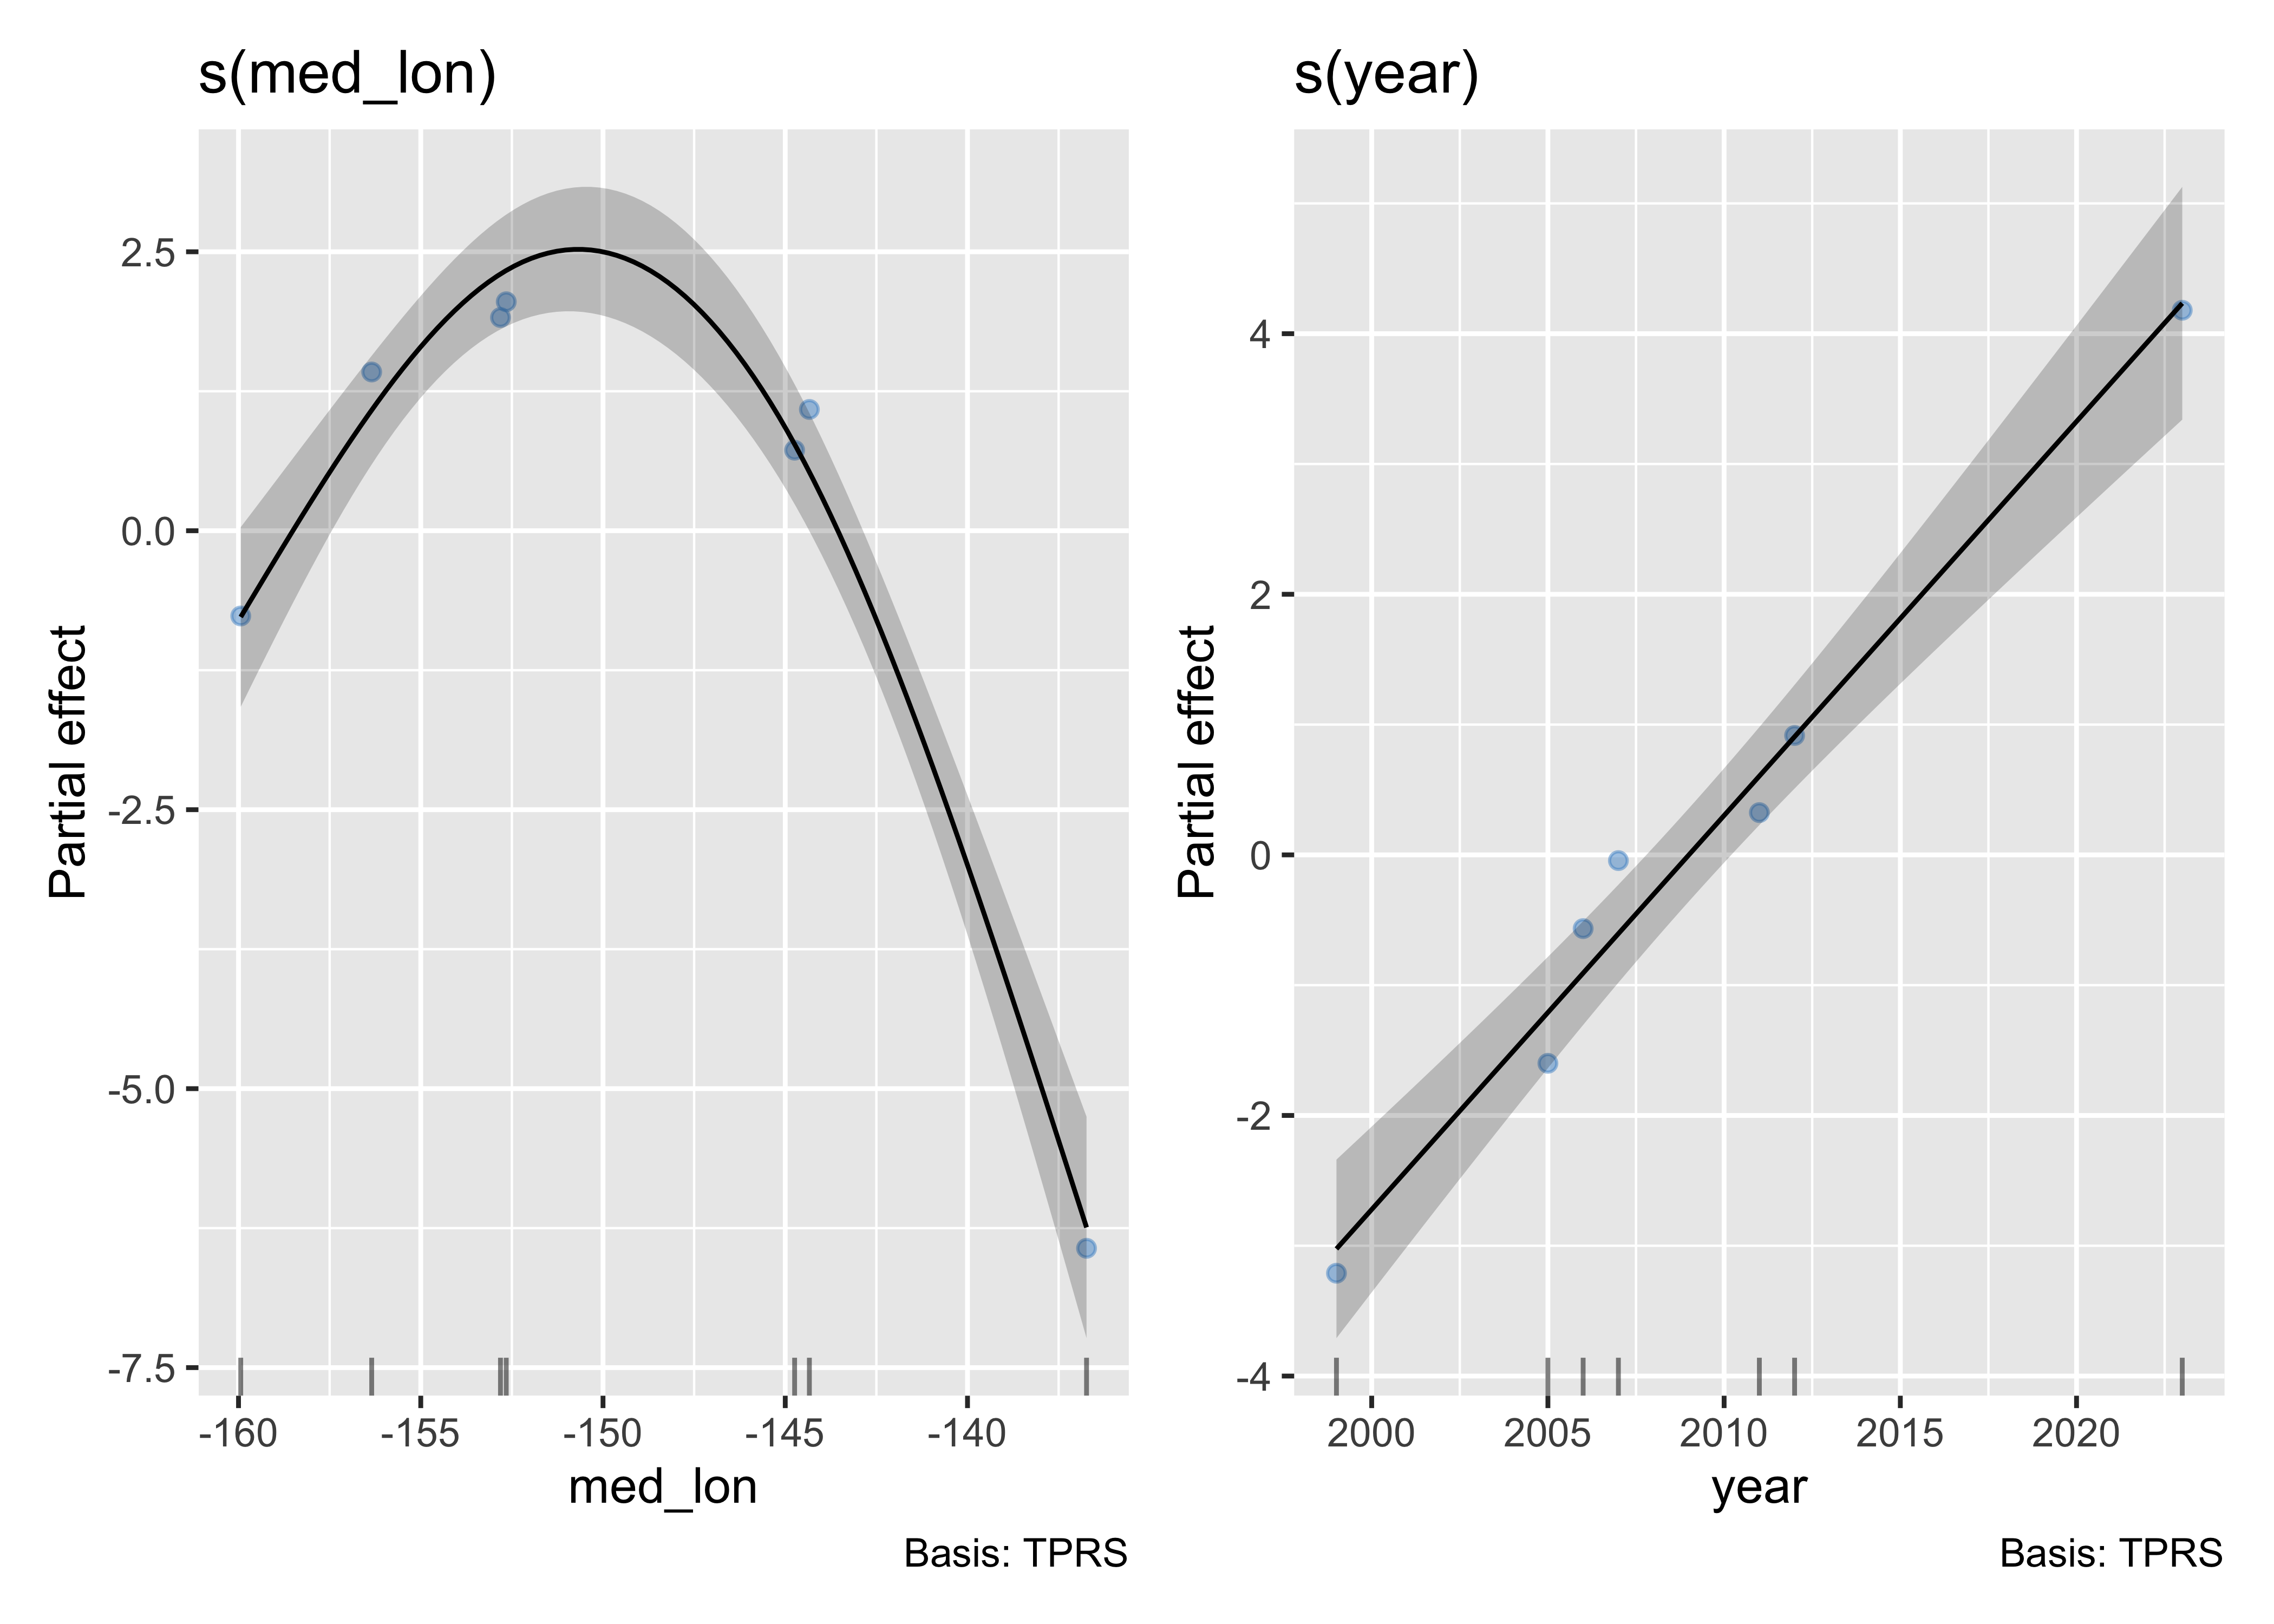 s(med_lon)
Partial effect
2.5
0.0
-2.5
-5.0
-7.5
-160 -155 -150 -145 -140
med_lon
Basis: TPRS
s(year)
Partial effect
4
2
0
-2
-4
2000 2005 2010 2015 2020
year
Basis: TPRS